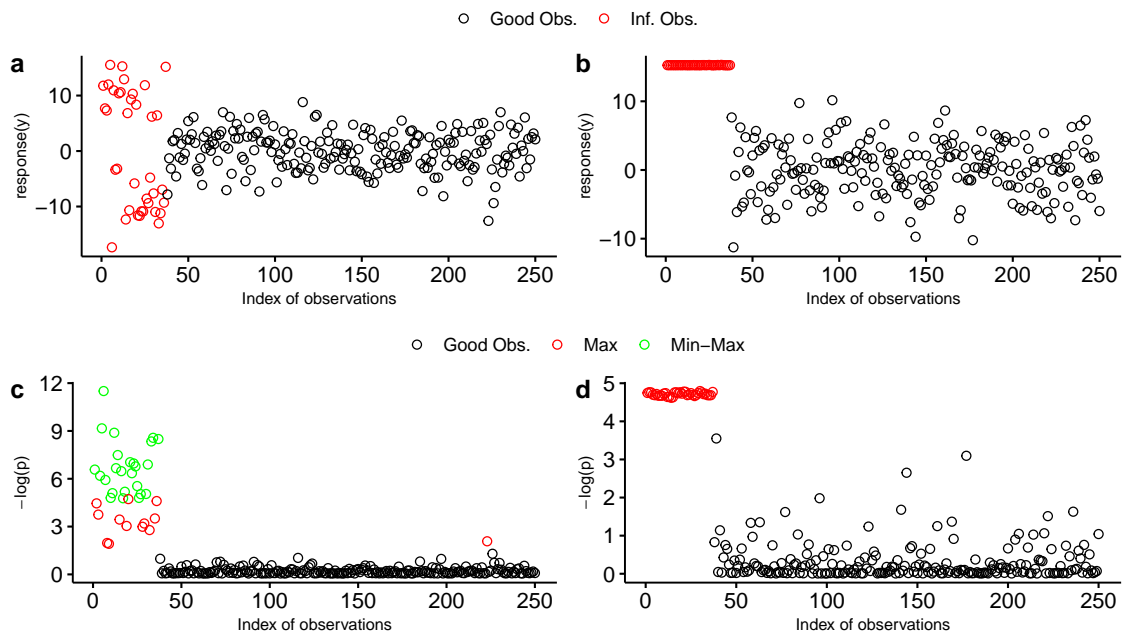 Good Obs. Inf. Obs.
a
response(y)
10
0
−10
0 50 100 150 200 250
Index of observations
b
response(y)
10
0
−10
0 50 100 150 200 250
Index of observations
Good Obs. Max Min−Max
c
−log(p)
12
9
6
3
0
0 50 100 150 200 250
Index of observations
d
−log(p)
5
4
3
2
1
0
0 50 100 150 200 250
Index of observations